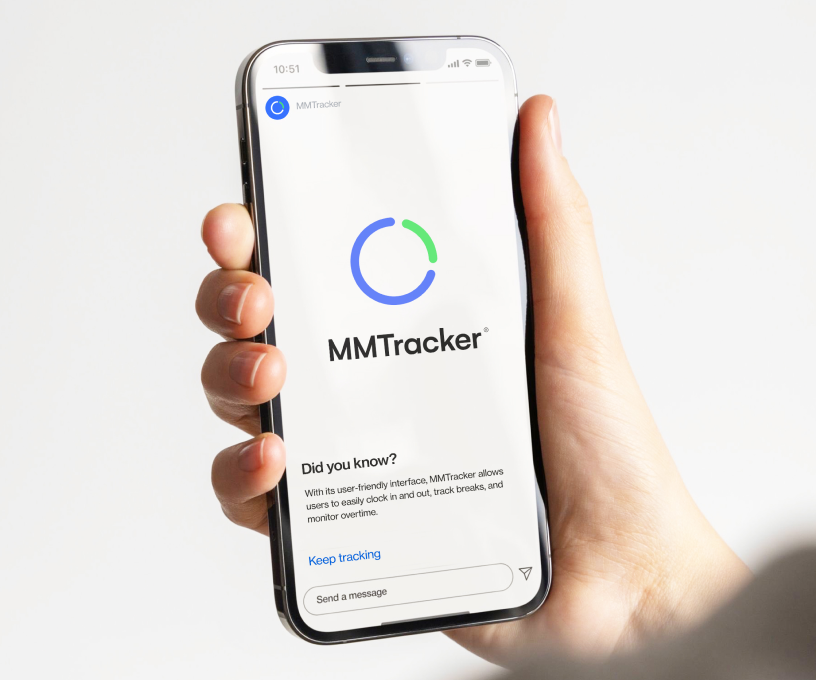 10:51
MMTracker
MMTracker®
Did you know?
With its user-friendly interface, MMTracker allows
users to easily clock in and out, track breaks, and
monitor overtime.
Keep tracking
Send a message